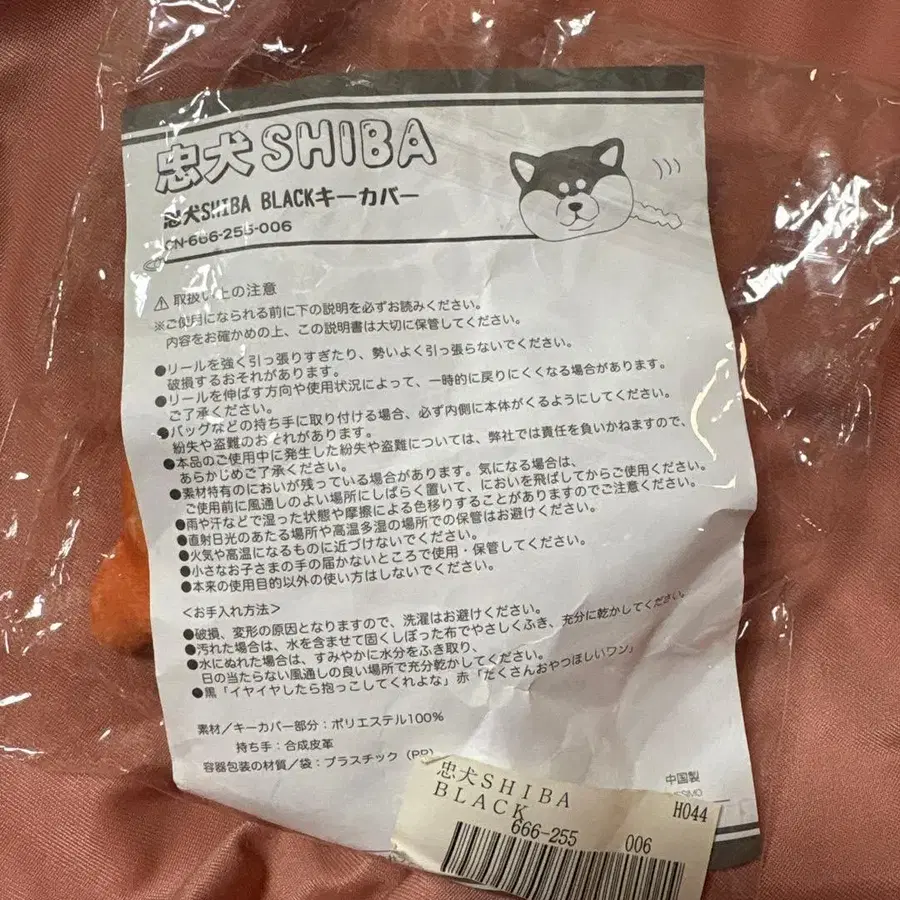 忠犬SHIBA
忠犬SHIBA BLACKキーカバー
CN-666-255-006
取扱い上の注意
※ご使用になられる前に下の説明を必ずお読みください。
内容をお確かめの上、この説明書は大切に保管してください。
●リールを強く引っ張りすぎたり、勢いよく引っ張らないでください。
破損するおそれがあります。
●リールを伸ばす方向や使用状況によって、一時的に戻りにくくなる場合があります。
ご了承ください。
●バッグなどの持ち手に取り付ける場合、必ず内側に本体がくるようにしてください。
紛失や盗難のおそれがあります。
●本品のご使用中に発生した紛失や盗難については、弊社では責任を負いかねますので、
あらかじめご了承ください。
●素材特有のにおいが残っている場合があります。気になる場合は、
ご使用前に風通しのよい場所にしばらく置いて、においを飛ばしてからご使用ください。
●雨や汗などで湿った状態や摩擦による色移りすることがありますのでご注意ください。
●直射日光のあたる場所や高温多湿の場所での保管はお避けください。
●火気や高温になるものに近づけないでください。
●小さなお子さまの手の届かないところで使用・保管してください。
●本来の使用目的以外の使い方はしないでください。
<お手入れ方法>
●破損、変形の原因となりますので、洗濯はお避けください。
●汚れた場合は、水を含ませて固くしぼった布でやさしくふき、充分に乾かしてください。
●水にぬれた場合は、すみやかに水分をふき取り、
日の当たらない風通しの良い場所で充分乾かしてください。
●黒「イヤイヤしたら抱っこしてくれよな」赤「たくさんおやつほしいワン」
素材/キーカバー部分:ポリエステル100%
持ち手:合成皮革
容器包装の材質/袋:プラスチック(PP)
中国製
忠犬SHIBA
BLACK H044
666-255 006